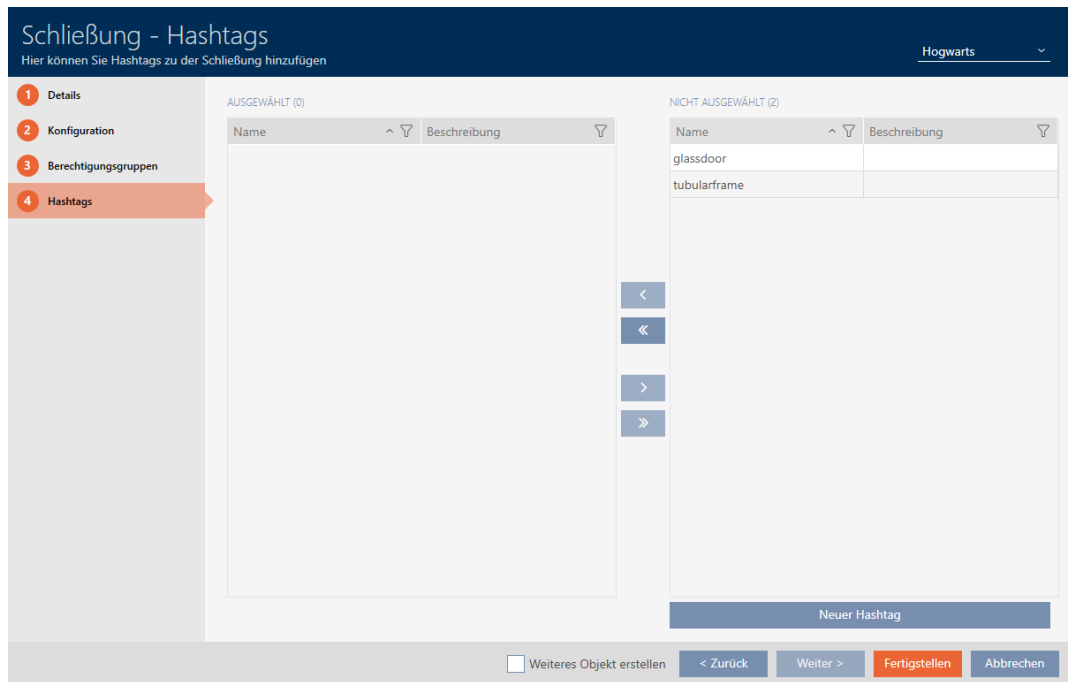 Schließung - Hashtags
Hier können Sie Hashtags zu der Schließung hinzufügen
Hogwarts
1 Details
2 Konfiguration
3 Berechtigungsgruppen
4 Hashtags
AUSGEWÄHLT (0)
Name Beschreibung
NICHT AUSGEWÄHLT (2)
Name Beschreibung
glassdoor
tubularframe
Neuer Hashtag
Weiteres Objekt erstellen < Zurück Weiter > Fertigstellen Abbrechen